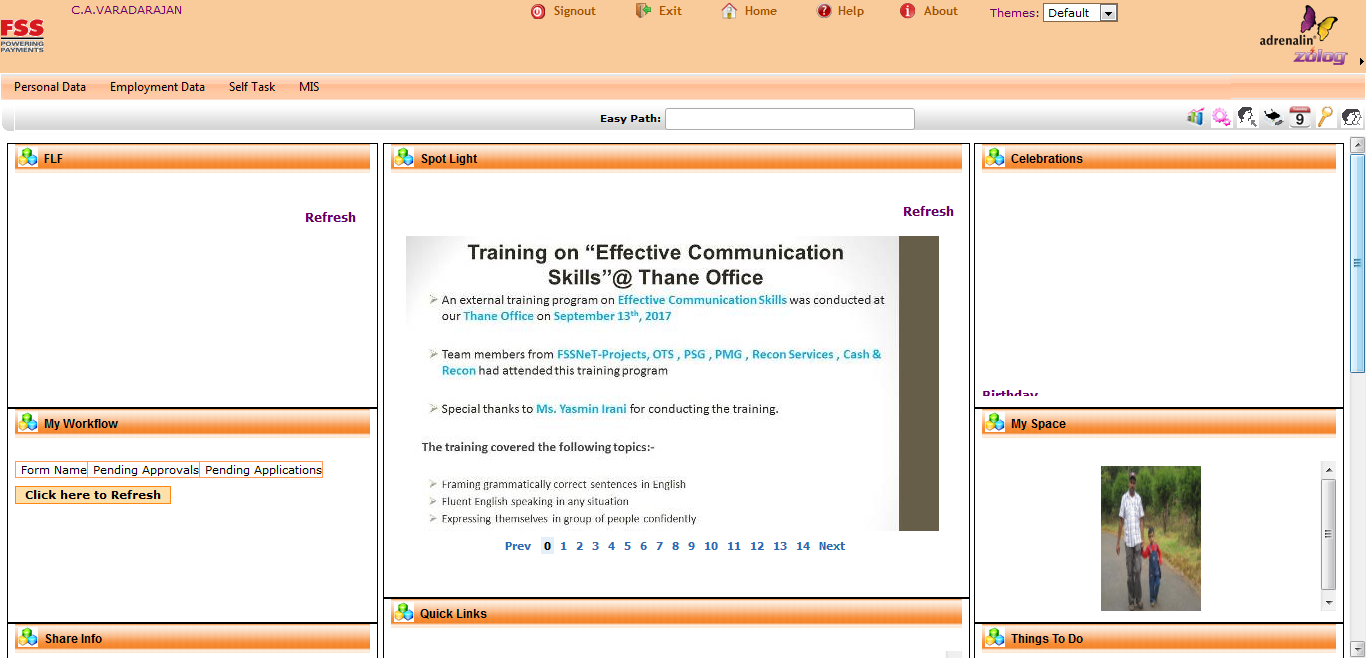 C.A.VARADARAJAN
Signout
Exit
Home
Help
About
Themes: Default
FSS
POWERING
PAYMENTS
adrenalin
zölog
Personal Data
Employment Data
Self Task
MIS
Easy Path:
9
FLF
Refresh
Spot Light
Refresh
Training on “Effective Communication
Skills”@ Thane Office
An external training program on Effective Communication Skills was conducted at
our Thane Office on September 13th, 2017
Team members from FSSNeT-Projects, OTS , PSG , PMG , Recon Services , Cash &
Recon had attended this training program
Special thanks to Ms. Yasmin Irani for conducting the training.
The training covered the following topics:-
Framing grammatically correct sentences in English
Fluent English speaking in any situation
Expressing themselves in group of people confidently
Prev 0 1 2 3 4 5 6 7 8 9 10 11 12 13 14 Next
Celebrations
Birthday
My Workflow
Form Name Pending Approvals Pending Applications
Click here to Refresh
My Space
Share Info
Quick Links
Things To Do